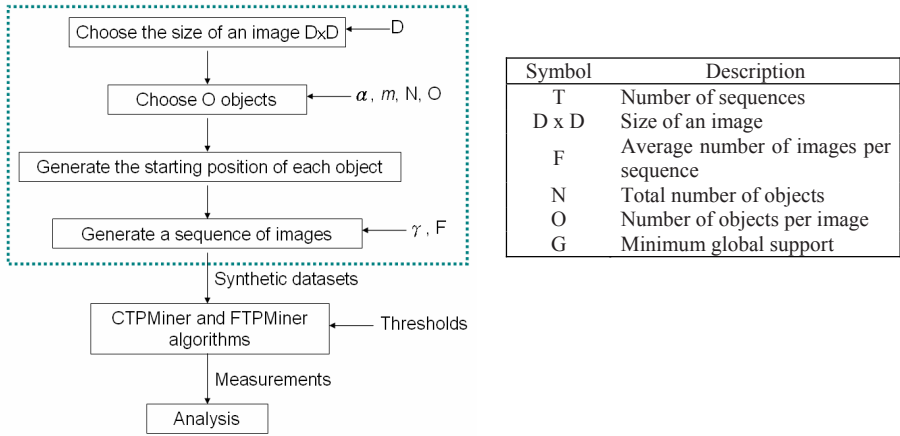 Choose the size of an image DxD
D
Choose O objects
α, m, N, O
Generate the starting position of each object
Generate a sequence of images
γ, F
Synthetic datasets
CTPMiner and FTPMiner
algorithms
Thresholds
Measurements
Analysis
Symbol Description
T Number of sequences
D x D Size of an image
F Average number of images per
sequence
N Total number of objects
O Number of objects per image
G Minimum global support